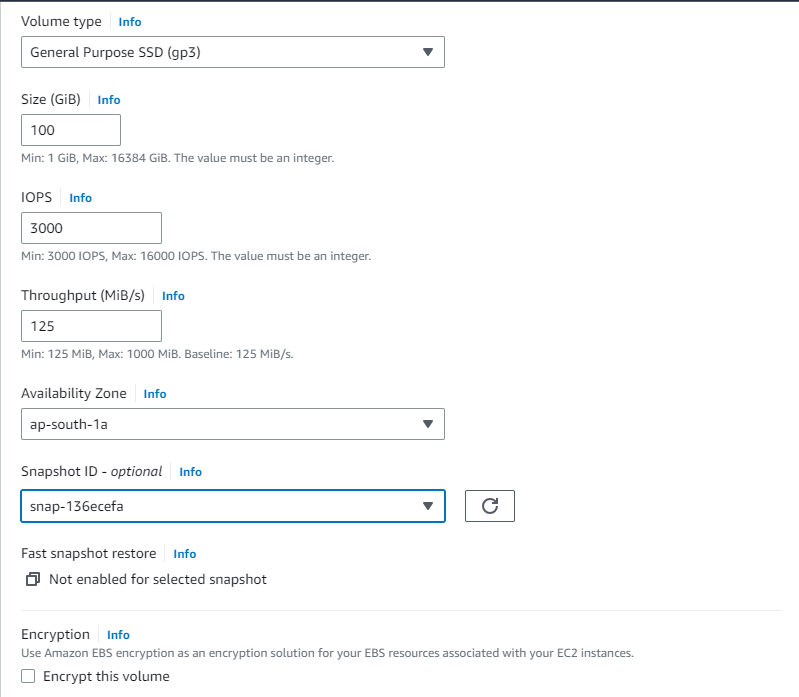 Volume type Info
General Purpose SSD (gp3)
Size (GiB) Info
100
Min: 1 GiB, Max: 16384 GiB. The value must be an integer.
IOPS Info
3000
Min: 3000 IOPS, Max: 16000 IOPS. The value must be an integer.
Throughput (MiB/s) Info
125
Min: 125 MiB, Max: 1000 MiB. Baseline: 125 MiB/s.
Availability Zone Info
ap-south-1a
Snapshot ID - optional Info
snap-136ecefa
Fast snapshot restore Info
Not enabled for selected snapshot
Encryption Info
Use Amazon EBS encryption as an encryption solution for your EBS resources associated with your EC2 instances.
Encrypt this volume